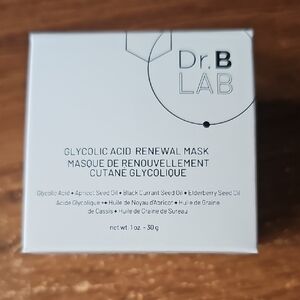 Dr.B
LAB
GLYCOLIC ACID RENEWAL MASK
MASQUE DE RENOUVELLEMENT
CUTANE GLYCOLIQUE
Glycolic Acid • Apricot Seed Oil • Black Currant Seed Oil • Elderberry Seed Oil
Acide Glycolique •• Huile de Noyau d'Apricot • Huile de Graine
de Cassis • Huile de Graine de Sureau
net wt. 1 oz. - 30 g